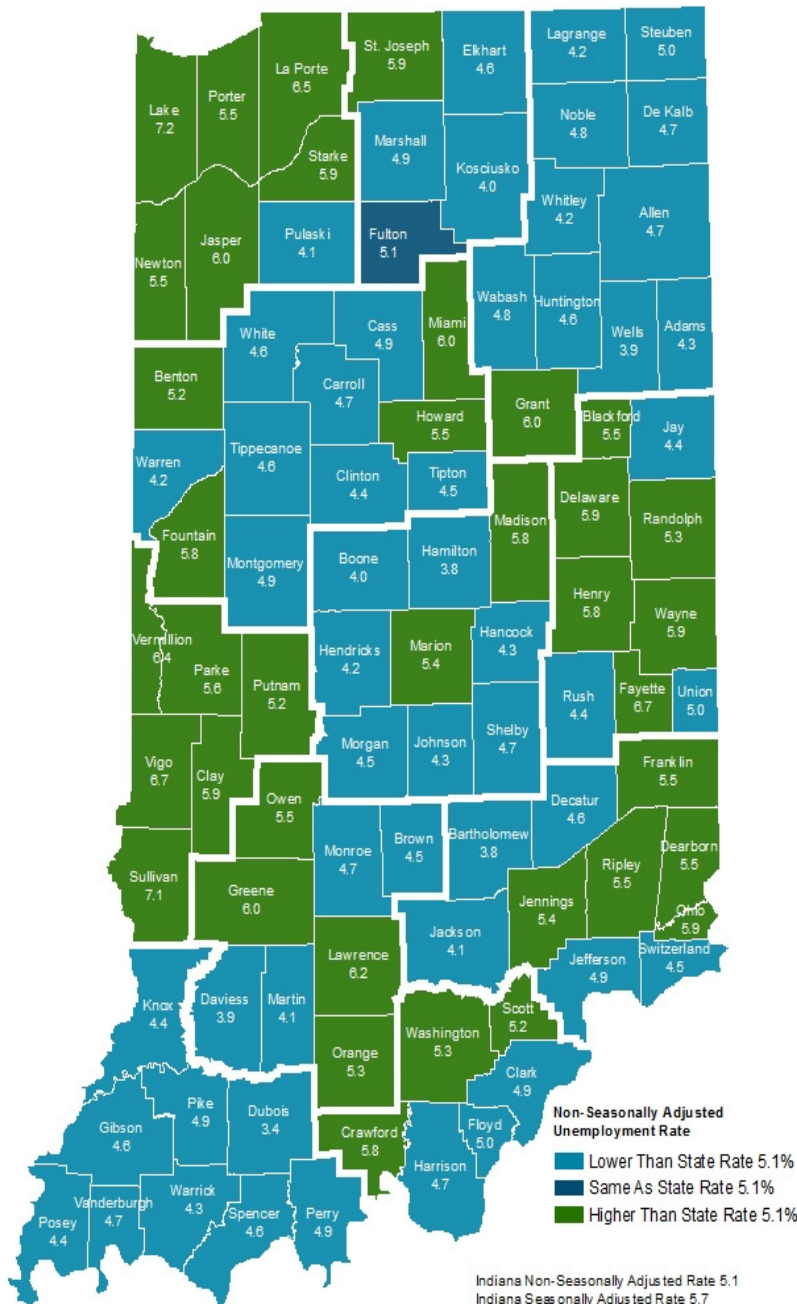 Lagrange
4.2
Steuben
5.0
St. Joseph
5.9
Elkhart
4.6
La Porte
6.5
Porter
5.5
Lake
7.2
Noble
4.8
De Kalb
4.7
Marshall
4.9
Starke
5.9
Kosciusko
4.0
Whitley
4.2
Allen
4.7
Pulaski
4.1
Fulton
5.1
Jasper
6.0
Newton
5.5
Wabash
4.8
Huntington
4.6
Miami
6.0
Cass
4.9
White
4.6
Wells
3.9
Adams
4.3
Benton
5.2
Carroll
4.7
Howard
5.5
Grant
6.0
Blackford
5.5
Jay
4.4
Warren
4.2
Tippecanoe
4.6
Clinton
4.4
Tipton
4.5
Delaware
5.9
Madison
5.8
Randolph
5.3
Fountain
5.8
Montgomery
4.9
Boone
4.0
Hamilton
3.8
Henry
5.8
Wayne
5.9
Vermillion
6.4
Parke
5.6
Putnam
5.2
Hendricks
4.2
Marion
5.4
Hancock
4.3
Rush
4.4
Fayette
6.7
Union
5.0
Vigo
6.7
Clay
5.9
Morgan
4.5
Johnson
4.3
Shelby
4.7
Franklin
5.5
Owen
5.5
Decatur
4.6
Sullivan
7.1
Greene
6.0
Monroe
4.7
Brown
4.5
Bartholomew
3.8
Ripley
5.5
Dearborn
5.5
Jennings
5.4
Ohio
5.9
Lawrence
6.2
Jackson
4.1
Jefferson
4.9
Switzerland
4.5
Knox
4.4
Daviess
3.9
Martin
4.1
Scott
5.2
Orange
5.3
Washington
5.3
Clark
4.9
Gibson
4.6
Pike
4.9
Dubois
3.4
Crawford
5.8
Floyd
5.0
Harrison
4.7
Posey
4.4
Vanderburgh
4.7
Warrick
4.3
Spencer
4.6
Perry
4.9
Non-Seasonally Adjusted
Unemployment Rate
Lower Than State Rate 5.1%
Same As State Rate 5.1%
Higher Than State Rate 5.1%
Indiana Non-Seasonally Adjusted Rate 5.1
Indiana Seasonally Adjusted Rate 5.7